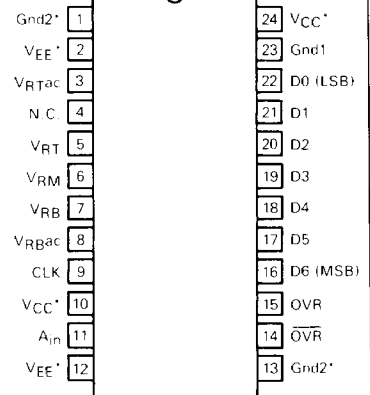 Gnd2* 1 24 VCC*
VEE* 2 23 Gnd1
VRTac 3 22 D0 (LSB)
N.C. 4 21 D1
VRT 5 20 D2
VRM 6 19 D3
VRB 7 18 D4
VRBac 8 17 D5
CLK 9 16 D6 (MSB)
VCC* 10 15 OVR
Ain 11 14 O̅V̅R̅
VEE* 12 13 Gnd2*